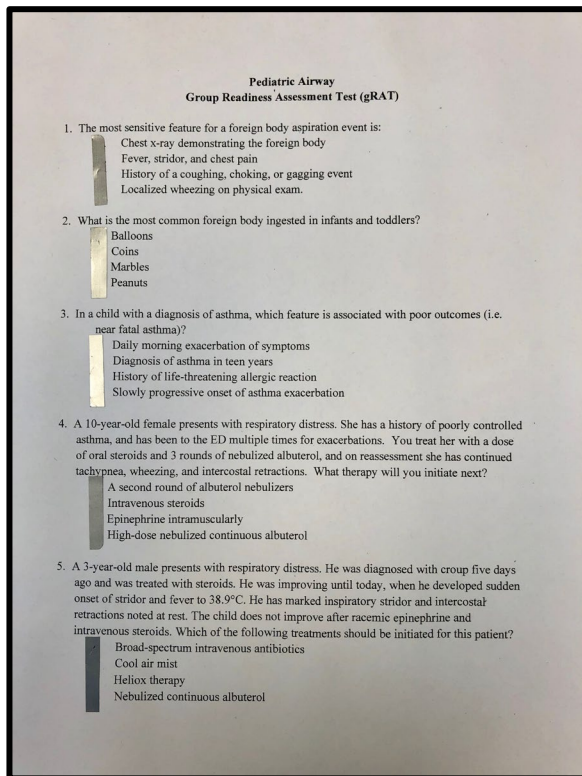 Pediatric Airway
Group Readiness Assessment Test (gRAT)
1. The most sensitive feature for a foreign body aspiration event is:
Chest x-ray demonstrating the foreign body
Fever, stridor, and chest pain
History of a coughing, choking, or gagging event
Localized wheezing on physical exam.
2. What is the most common foreign body ingested in infants and toddlers?
Balloons
Coins
Marbles
Peanuts
3. In a child with a diagnosis of asthma, which feature is associated with poor outcomes (i.e.
near fatal asthma)?
Daily morning exacerbation of symptoms
Diagnosis of asthma in teen years
History of life-threatening allergic reaction
Slowly progressive onset of asthma exacerbation
4. A 10-year-old female presents with respiratory distress. She has a history of poorly controlled
asthma, and has been to the ED multiple times for exacerbations. You treat her with a dose
of oral steroids and 3 rounds of nebulized albuterol, and on reassessment she has continued
tachypnea, wheezing, and intercostal retractions. What therapy will you initiate next?
A second round of albuterol nebulizers
Intravenous steroids
Epinephrine intramuscularly
High-dose nebulized continuous albuterol
5. A 3-year-old male presents with respiratory distress. He was diagnosed with croup five days
ago and was treated with steroids. He was improving until today, when he developed sudden
onset of stridor and fever to 38.9°C. He has marked inspiratory stridor and intercostal
retractions noted at rest. The child does not improve after racemic epinephrine and
intravenous steroids. Which of the following treatments should be initiated for this patient?
Broad-spectrum intravenous antibiotics
Cool air mist
Heliox therapy
Nebulized continuous albuterol